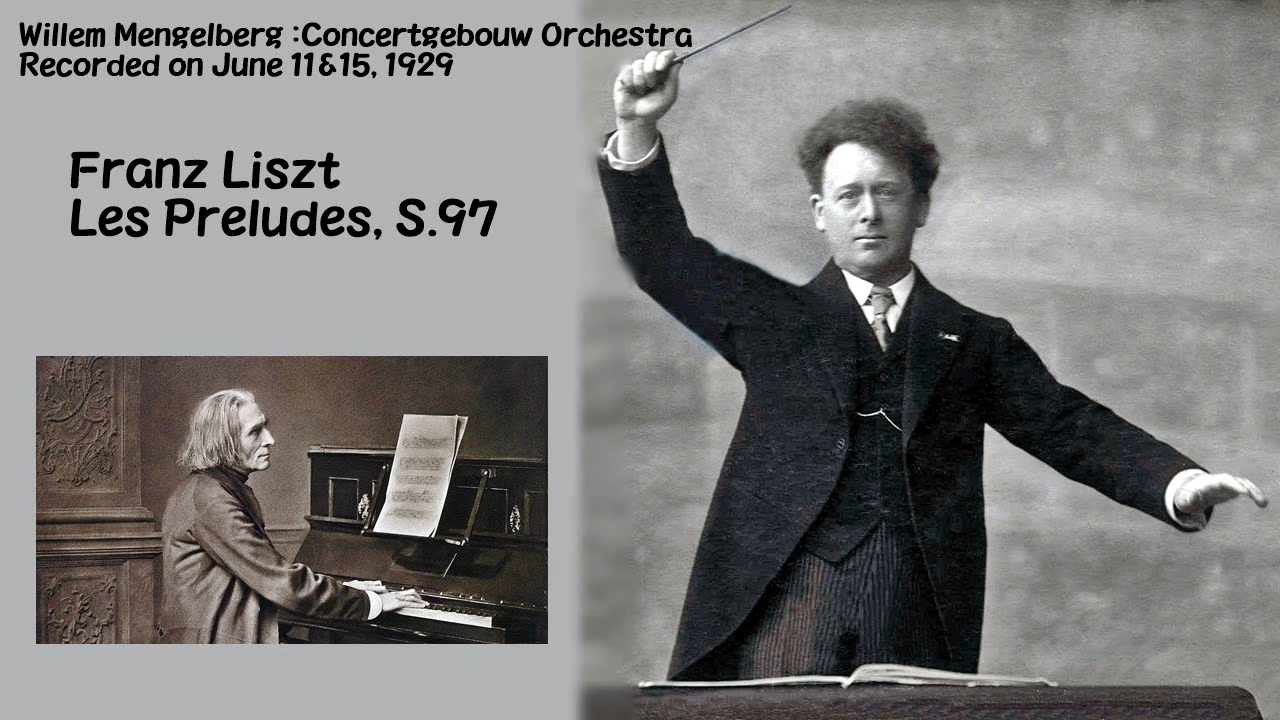 Willem Mengelberg :Concertgebouw Orchestra
Recorded on June 11&15, 1929
Franz Liszt
Les Preludes, S.97